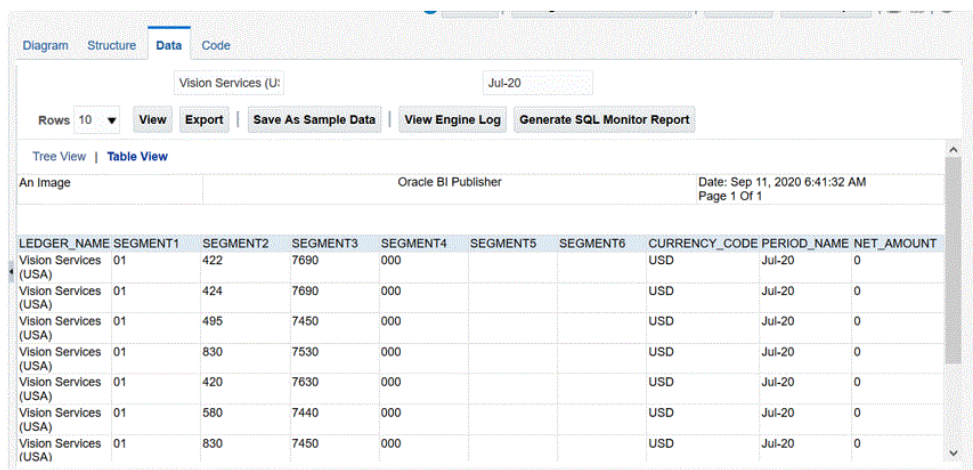 Diagram Structure Data Code
Vision Services (U: Jul-20
Rows 10 View Export | Save As Sample Data | View Engine Log Generate SQL Monitor Report
Tree View | Table View
An Image Oracle BI Publisher Date: Sep 11, 2020 6:41:32 AM
Page 1 Of 1
LEDGER_NAME SEGMENT1 SEGMENT2 SEGMENT3 SEGMENT4 SEGMENT5 SEGMENT6 CURRENCY_CODE PERIOD_NAME NET_AMOUNT
Vision Services 01 422 7690 000 USD Jul-20 0
(USA)
Vision Services 01 424 7690 000 USD Jul-20 0
(USA)
Vision Services 01 495 7450 000 USD Jul-20 0
(USA)
Vision Services 01 830 7530 000 USD Jul-20 0
(USA)
Vision Services 01 420 7630 000 USD Jul-20 0
(USA)
Vision Services 01 580 7440 000 USD Jul-20 0
(USA)
Vision Services 01 830 7450 000 USD Jul-20 0
(USA)